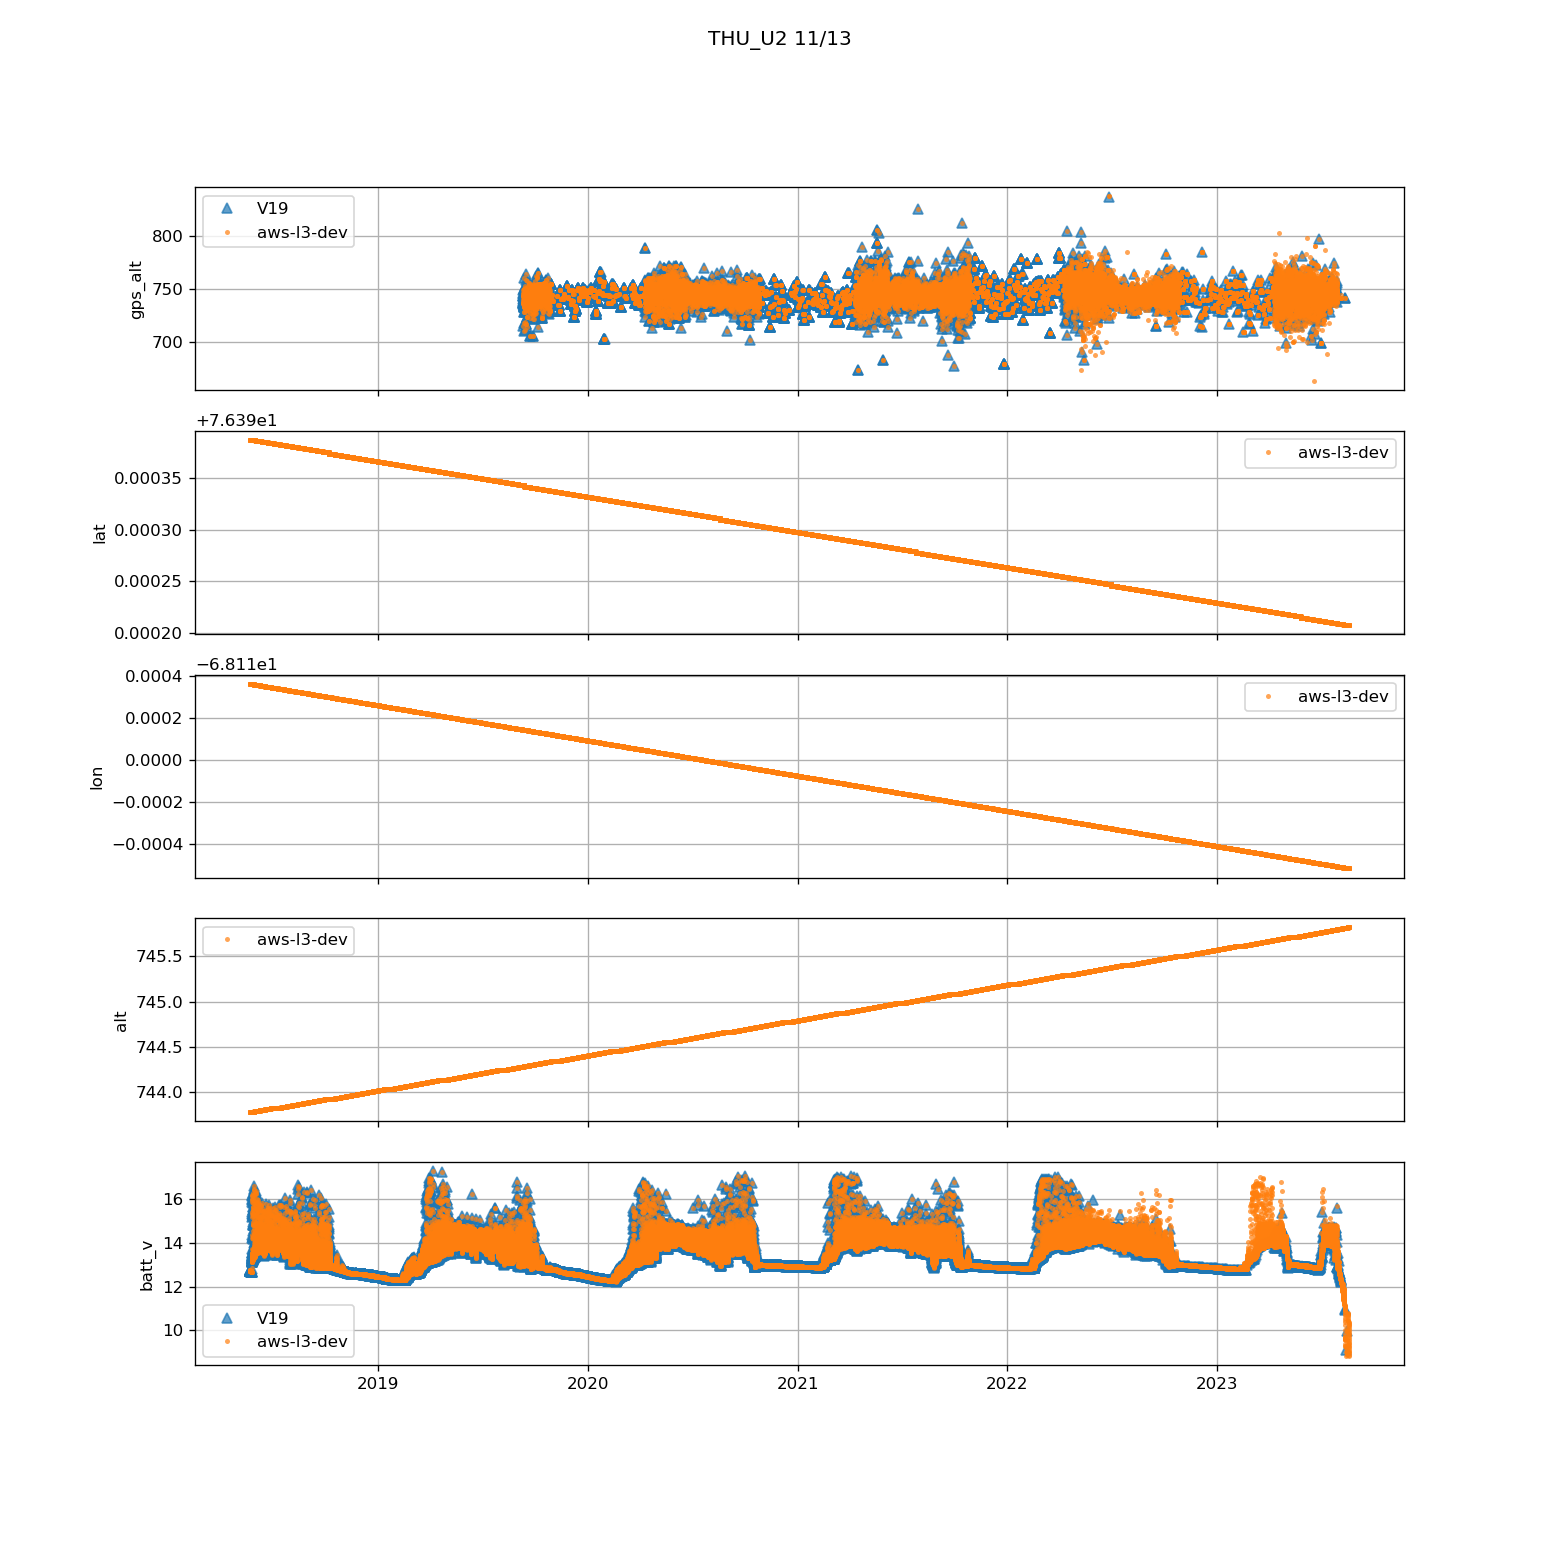 THU_U2 11/13
V19
aws-l3-dev
800
750
700
gps_alt
+7.639e1
aws-l3-dev
0.00035
0.00030
0.00025
0.00020
lat
−6.811e1
aws-l3-dev
0.0004
0.0002
0.0000
−0.0002
−0.0004
lon
aws-l3-dev
745.5
745.0
744.5
744.0
alt
16
14
12
10
batt_v
V19
aws-l3-dev
2019 2020 2021 2022 2023